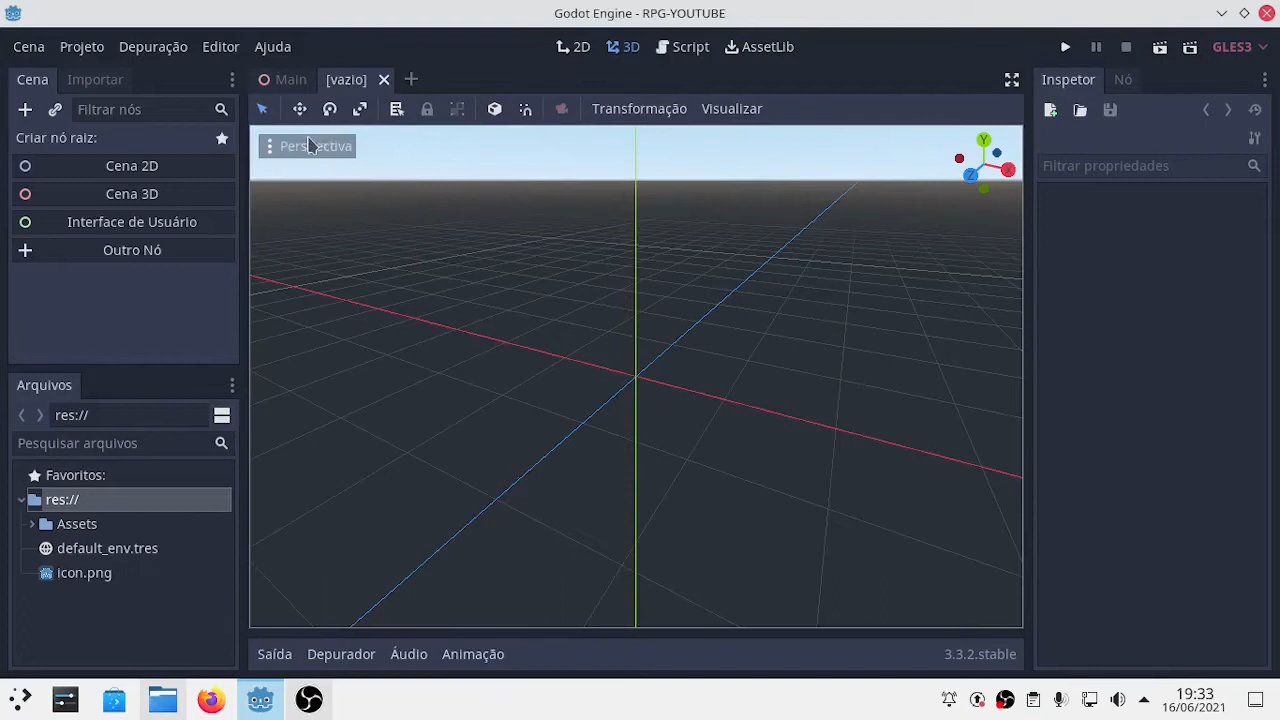 Godot Engine - RPG-YOUTUBE
Cena Projeto Depuração Editor Ajuda
2D 3D Script AssetLib
GLES3
Cena Importar
Main [vazio]
Inspetor Nó
Filtrar nós
Transformação Visualizar
Criar nó raiz:
Perspectiva
Y
X
Z
Filtrar propriedades
Cena 2D
Cena 3D
Interface de Usuário
Outro Nó
Arquivos
res://
Pesquisar arquivos
Favoritos:
res://
Assets
default_env.tres
icon.png
Saída Depurador Áudio Animação
3.3.2.stable
19:33
16/06/2021